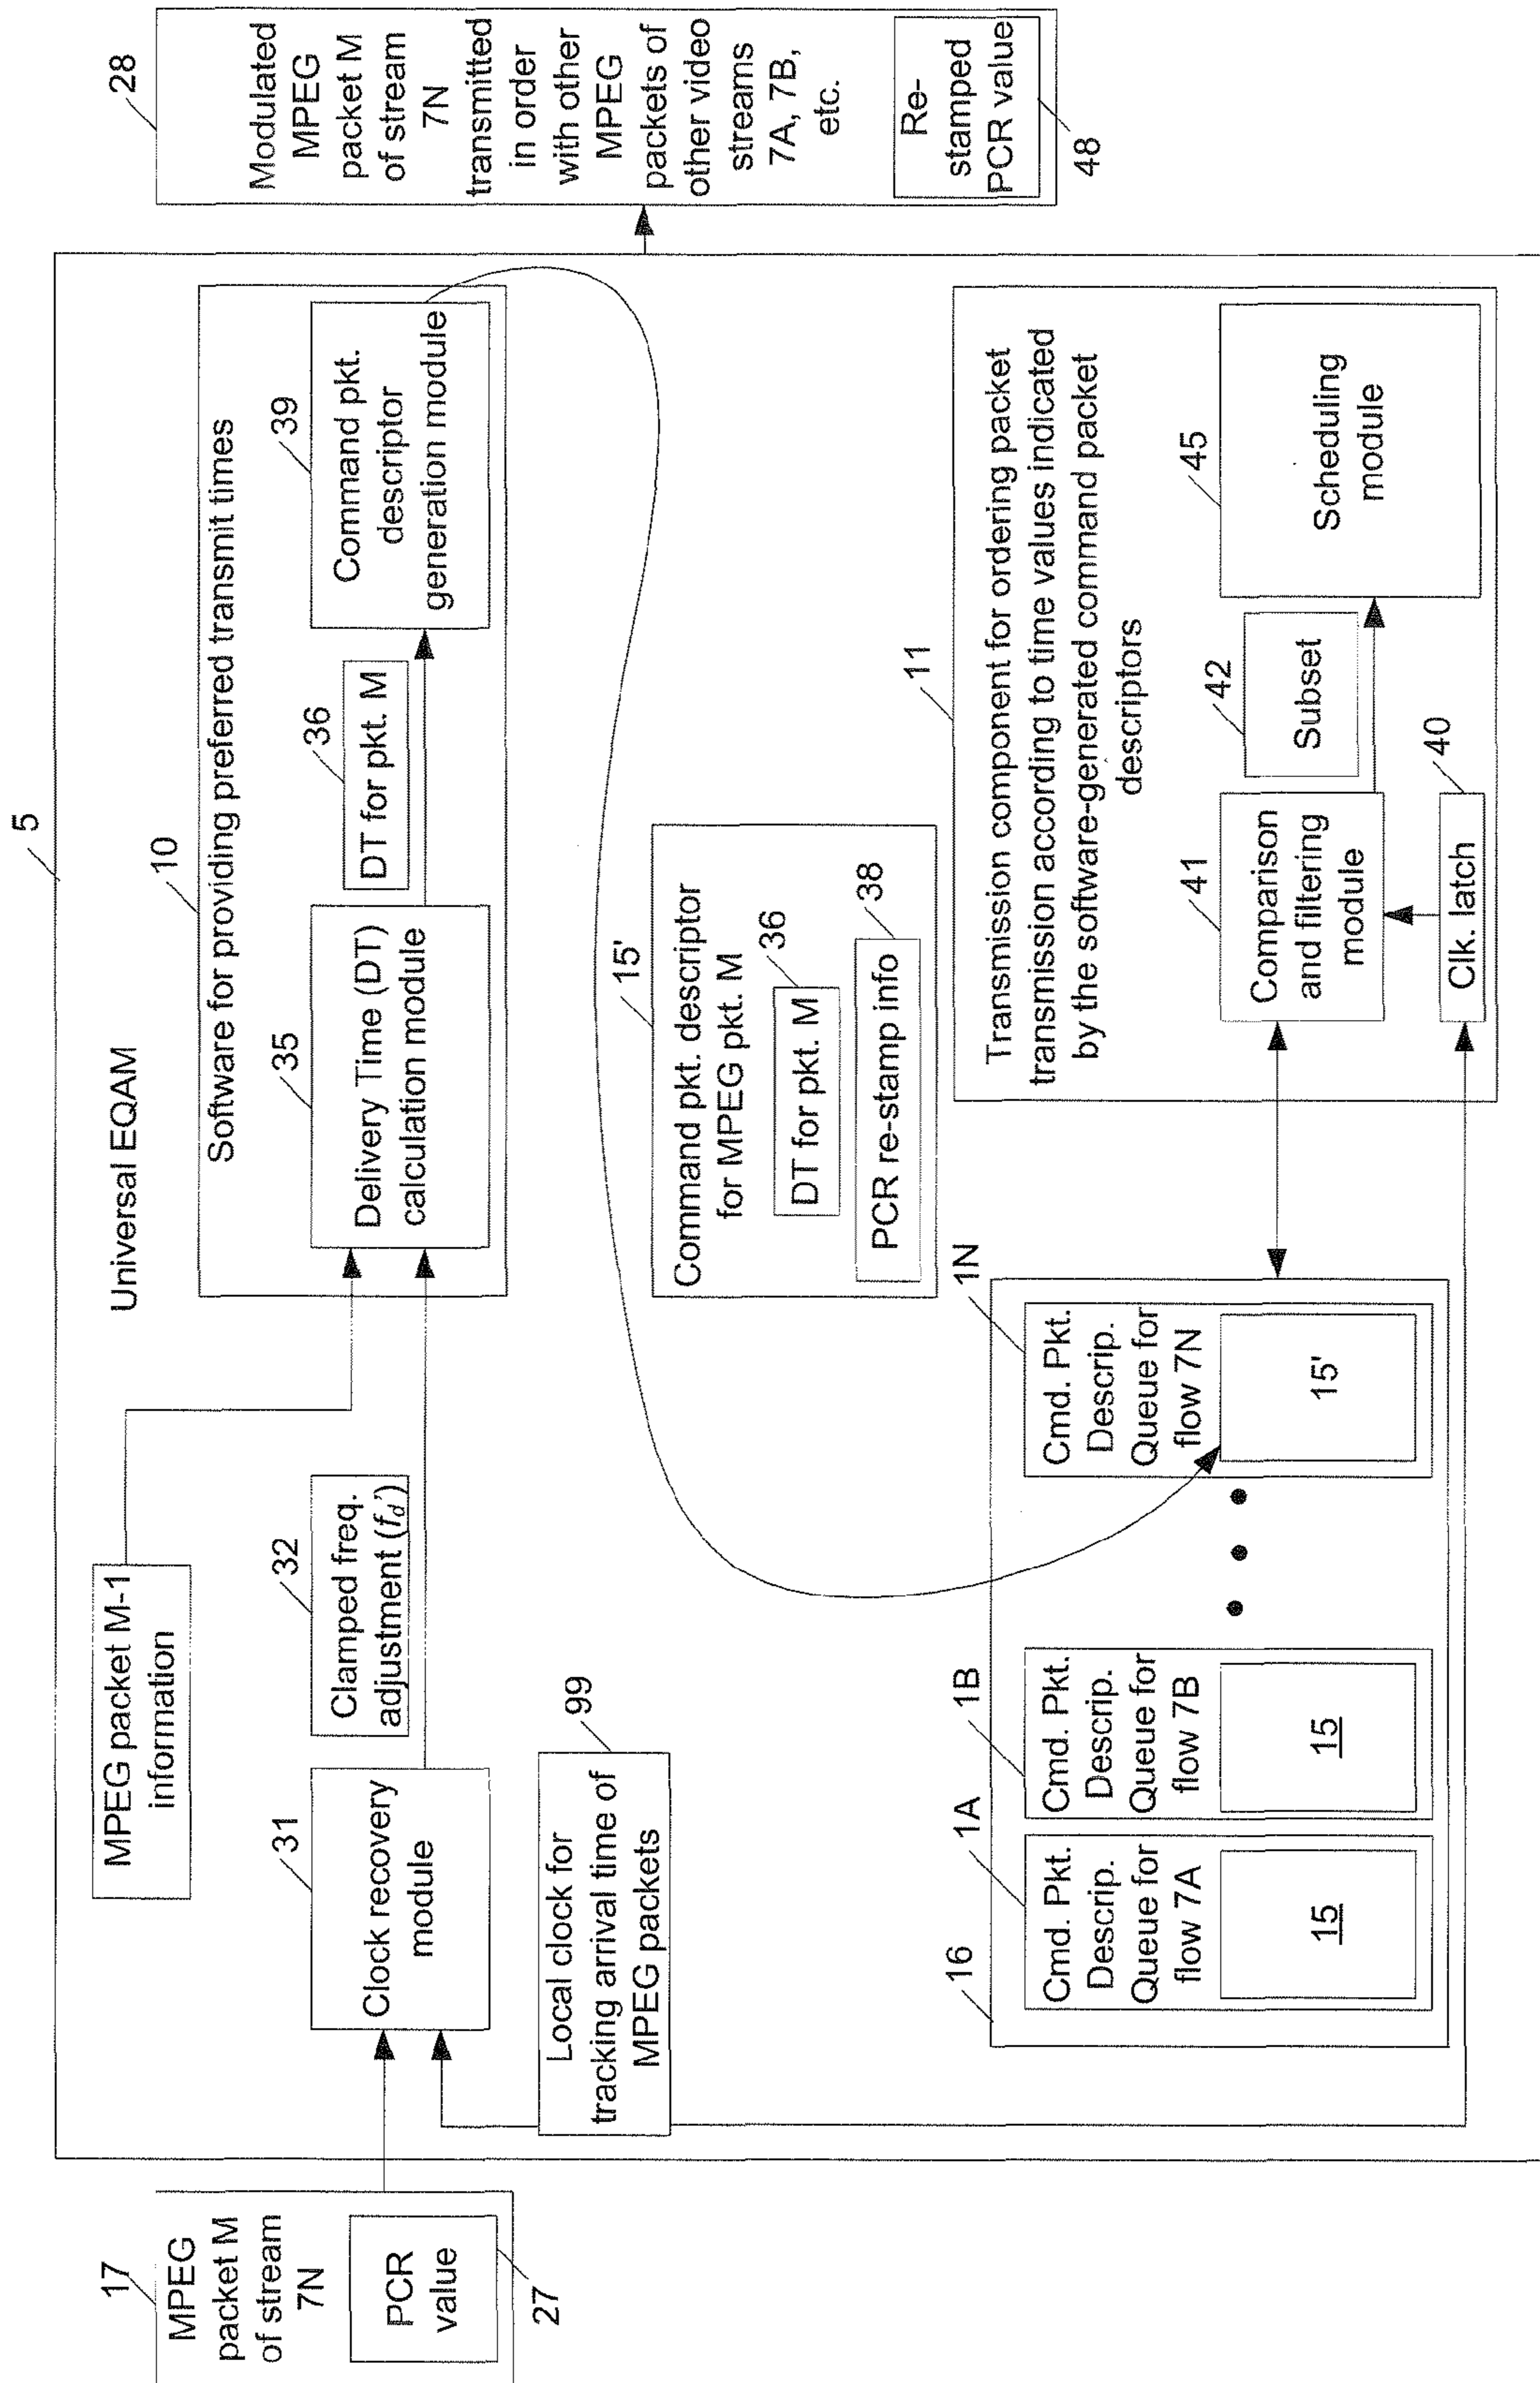 17
MPEG
packet M
of stream
7N
PCR
value
27
5
Universal EQAM
MPEG packet M-1
information
31
Clock recovery
module
32
Clamped freq.
adjustment (fd’)
99
Local clock for
tracking arrival time of
MPEG packets
10
Software for providing preferred transmit times
35
Delivery Time (DT)
calculation module
36
DT for pkt. M
39
Command pkt.
descriptor
generation module
15'
Command pkt. descriptor
for MPEG pkt. M
36
DT for pkt. M
38
PCR re-stamp info
16
1A
Cmd. Pkt.
Descrip.
Queue for
flow 7A
15
1B
Cmd. Pkt.
Descrip.
Queue for
flow 7B
15
1N
Cmd. Pkt.
Descrip.
Queue for
flow 7N
15'
11
Transmission component for ordering packet
transmission according to time values indicated
by the software-generated command packet
descriptors
41
Comparison
and filtering
module
42
Subset
40
Clk. latch
45
Scheduling
module
28
Modulated
MPEG
packet M
of stream
7N
transmitted
in order
with other
MPEG
packets of
other video
streams
7A, 7B,
etc.
Re-
stamped
PCR value
48